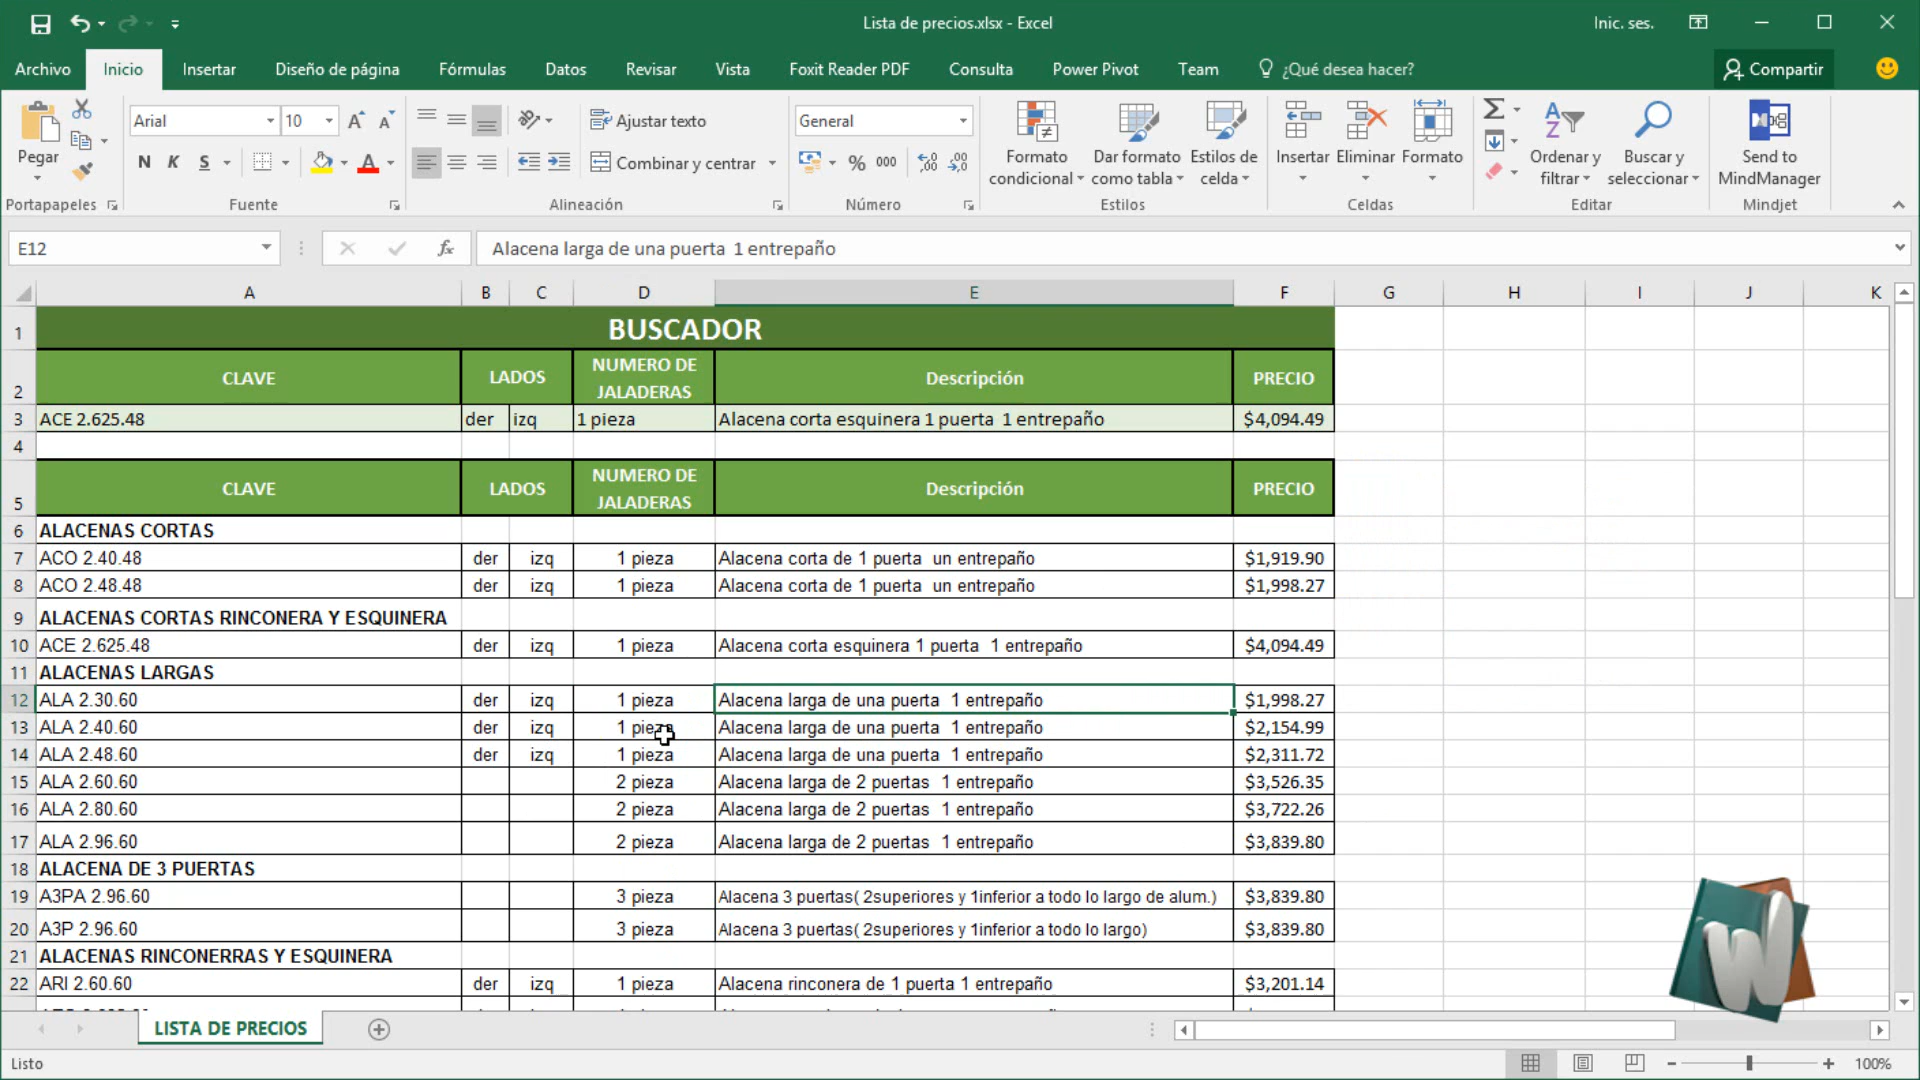 Lista de precios.xlsx - Excel
Inic. ses.
Archivo Inicio Insertar Diseño de página Fórmulas Datos Revisar Vista Foxit Reader PDF Consulta Power Pivot Team ¿Qué desea hacer? Compartir
Pegar
Arial 10
N K S
Ajustar texto
Combinar y centrar
General
% 000
Formato condicional
Dar formato como tabla
Estilos de celda
Insertar Eliminar Formato
Ordenar y filtrar
Buscar y seleccionar
Send to MindManager
Portapapeles Fuente Alineación Número Estilos Celdas Editar Mindjet
E12 fx Alacena larga de una puerta 1 entrepaño
A B C D E F G H I J K
1 BUSCADOR
2 CLAVE LADOS NUMERO DE JALADERAS Descripción PRECIO
3 ACE 2.625.48 der izq 1 pieza Alacena corta esquinera 1 puerta 1 entrepaño $4,094.49
4
5 CLAVE LADOS NUMERO DE JALADERAS Descripción PRECIO
6 ALACENAS CORTAS
7 ACO 2.40.48 der izq 1 pieza Alacena corta de 1 puerta un entrepaño $1,919.90
8 ACO 2.48.48 der izq 1 pieza Alacena corta de 1 puerta un entrepaño $1,998.27
9 ALACENAS CORTAS RINCONERA Y ESQUINERA
10 ACE 2.625.48 der izq 1 pieza Alacena corta esquinera 1 puerta 1 entrepaño $4,094.49
11 ALACENAS LARGAS
12 ALA 2.30.60 der izq 1 pieza Alacena larga de una puerta 1 entrepaño $1,998.27
13 ALA 2.40.60 der izq 1 pieza Alacena larga de una puerta 1 entrepaño $2,154.99
14 ALA 2.48.60 der izq 1 pieza Alacena larga de una puerta 1 entrepaño $2,311.72
15 ALA 2.60.60 2 pieza Alacena larga de 2 puertas 1 entrepaño $3,526.35
16 ALA 2.80.60 2 pieza Alacena larga de 2 puertas 1 entrepaño $3,722.26
17 ALA 2.96.60 2 pieza Alacena larga de 2 puertas 1 entrepaño $3,839.80
18 ALACENA DE 3 PUERTAS
19 A3PA 2.96.60 3 pieza Alacena 3 puertas( 2superiores y 1inferior a todo lo largo de alum.) $3,839.80
20 A3P 2.96.60 3 pieza Alacena 3 puertas( 2superiores y 1inferior a todo lo largo) $3,839.80
21 ALACENAS RINCONERRAS Y ESQUINERA
22 ARI 2.60.60 der izq 1 pieza Alacena rinconera de 1 puerta 1 entrepaño $3,201.14
LISTA DE PRECIOS
Listo
100%
W